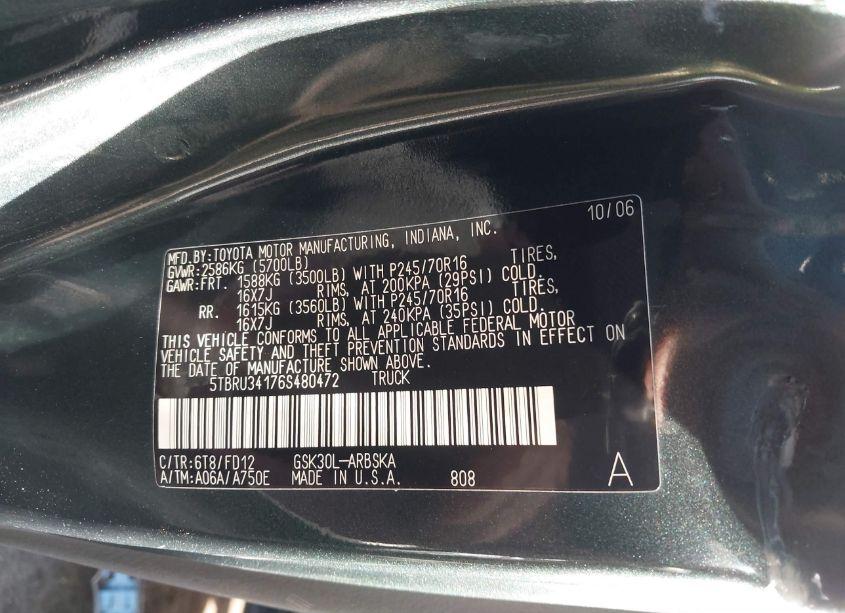 10/06
MFD.BY:TOYOTA MOTOR MANUFACTURING, INDIANA, INC.
GVWR:2586KG (5700LB)
GAWR:FRT. 1588KG (3500LB) WITH P245/70R16 TIRES,
16X7J RIMS, AT 200KPA (29PSI) COLD.
RR. 1615KG (3560LB) WITH P245/70R16 TIRES,
16X7J RIMS, AT 240KPA (35PSI) COLD.
THIS VEHICLE CONFORMS TO ALL APPLICABLE FEDERAL MOTOR
VEHICLE SAFETY AND THEFT PREVENTION STANDARDS IN EFFECT ON
THE DATE OF MANUFACTURE SHOWN ABOVE.
5TBRU34176S480472 TRUCK
C/TR:6T8/FD12 GSK30L-ARBSKA
A/TM:A06A/A750E MADE IN U.S.A. 808 A